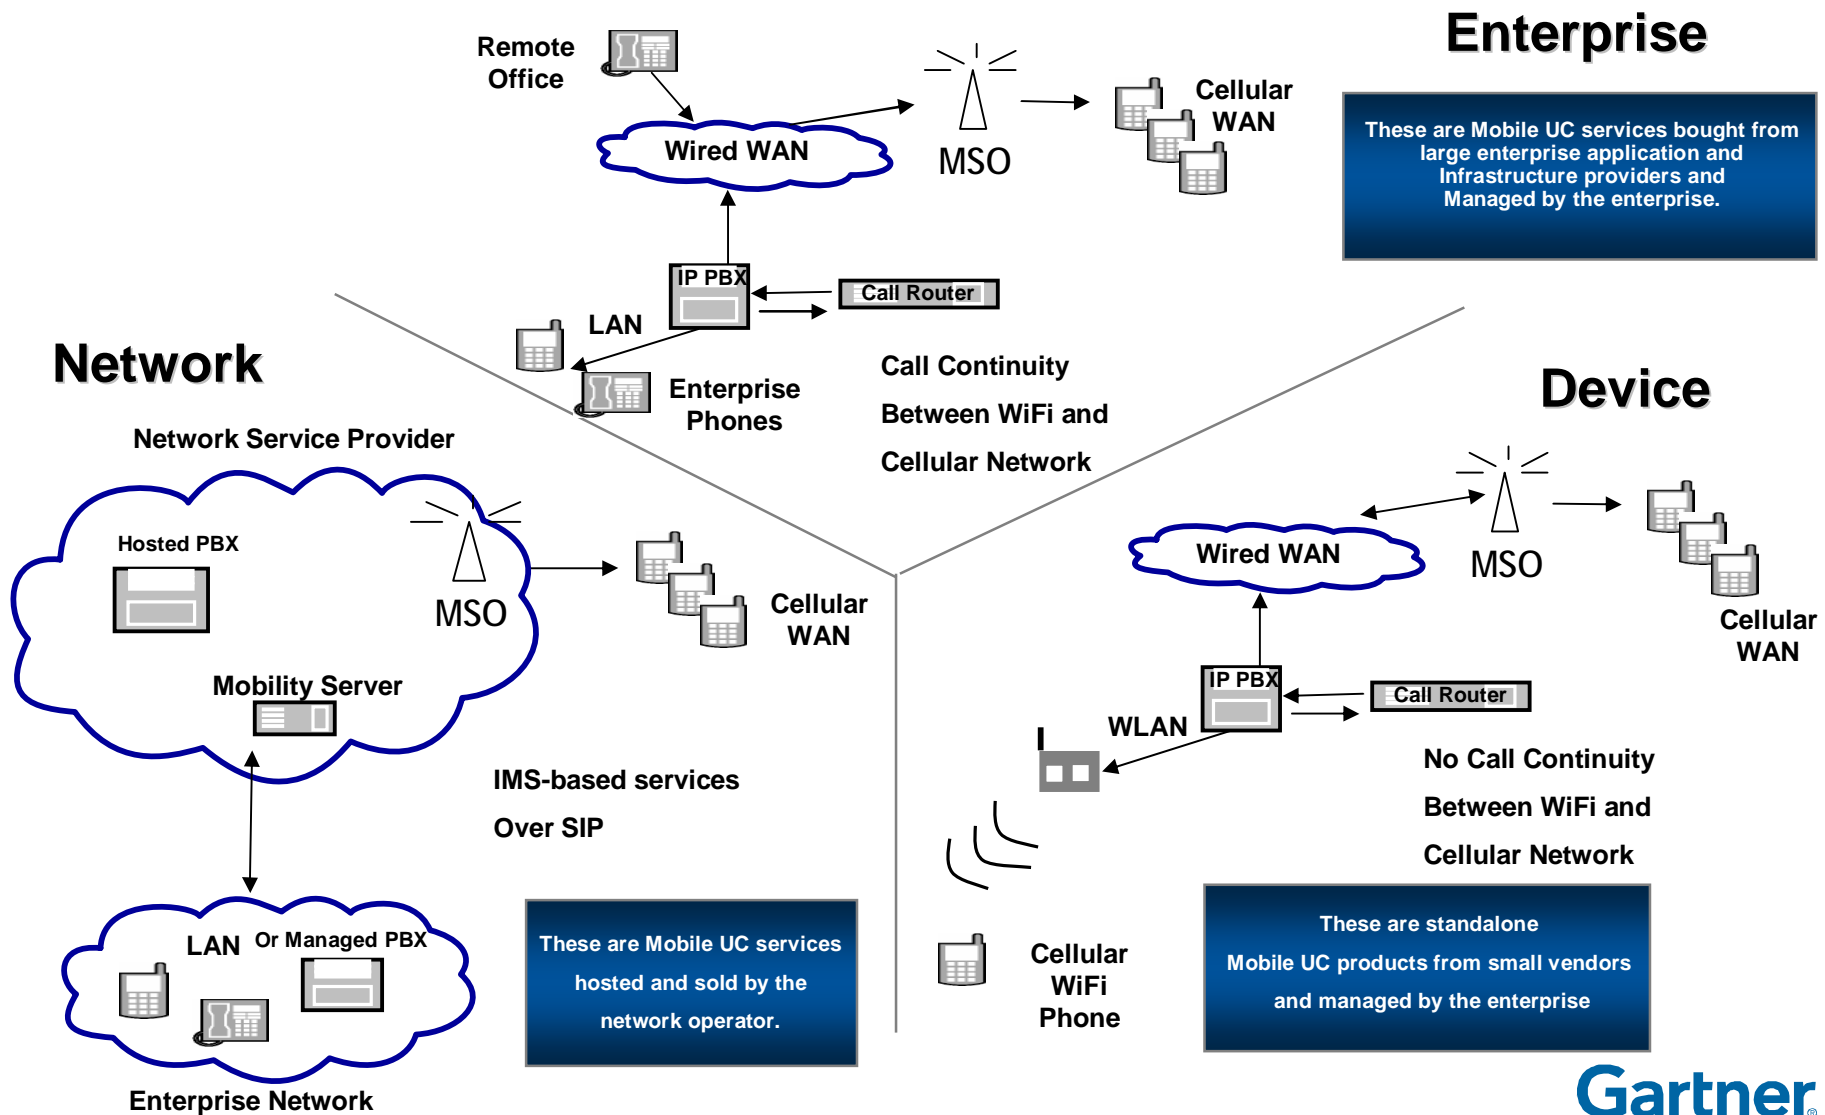 Enterprise
Remote
Office
Cellular
WAN
Wired WAN
MSO
These are Mobile UC services bought from
large enterprise application and
Infrastructure providers and
Managed by the enterprise.
IP PBX
Call Router
LAN
Enterprise
Phones
Call Continuity
Between WiFi and
Cellular Network
Network
Network Service Provider
Hosted PBX
MSO
Cellular
WAN
Mobility Server
IMS-based services
Over SIP
LAN
Or Managed PBX
Enterprise Network
These are Mobile UC services
hosted and sold by the
network operator.
Device
Wired WAN
MSO
Cellular
WAN
IP PBX
Call Router
WLAN
No Call Continuity
Between WiFi and
Cellular Network
Cellular
WiFi
Phone
These are standalone
Mobile UC products from small vendors
and managed by the enterprise
Gartner®